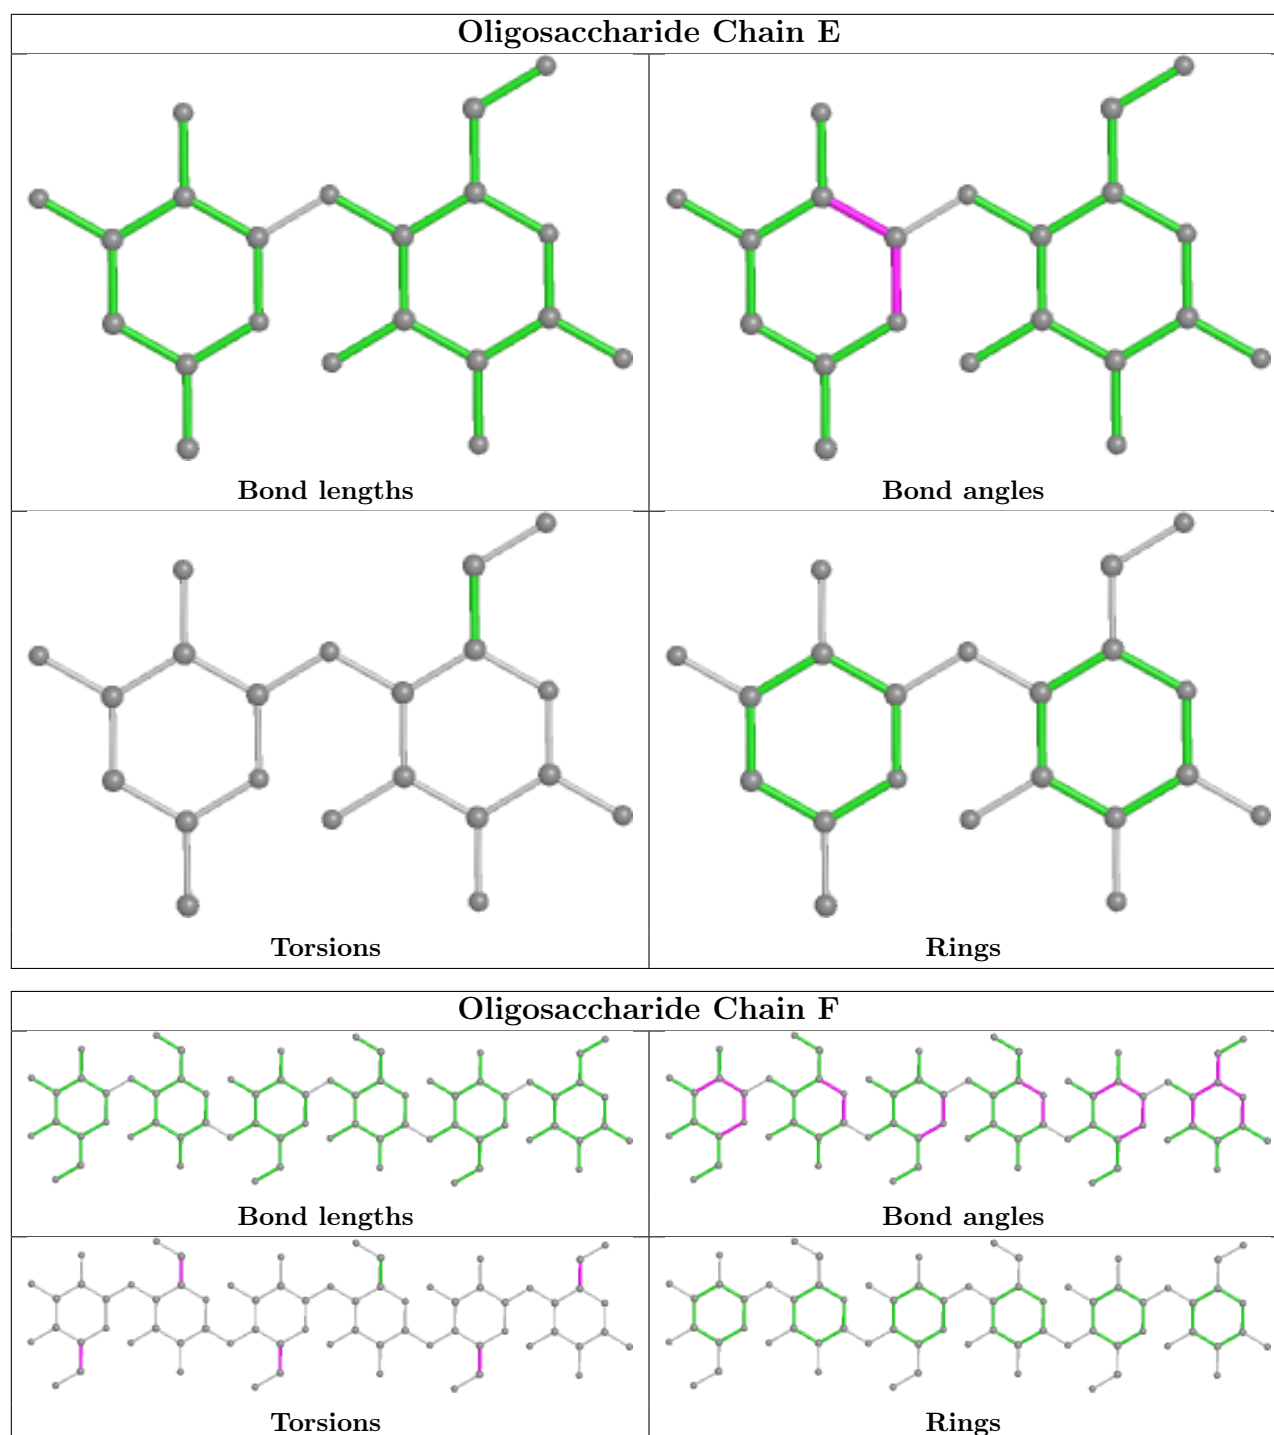 Oligosaccharide Chain E
Bond lengths
Bond angles
Torsions
Rings
Oligosaccharide Chain F
Bond lengths
Bond angles
Torsions
Rings